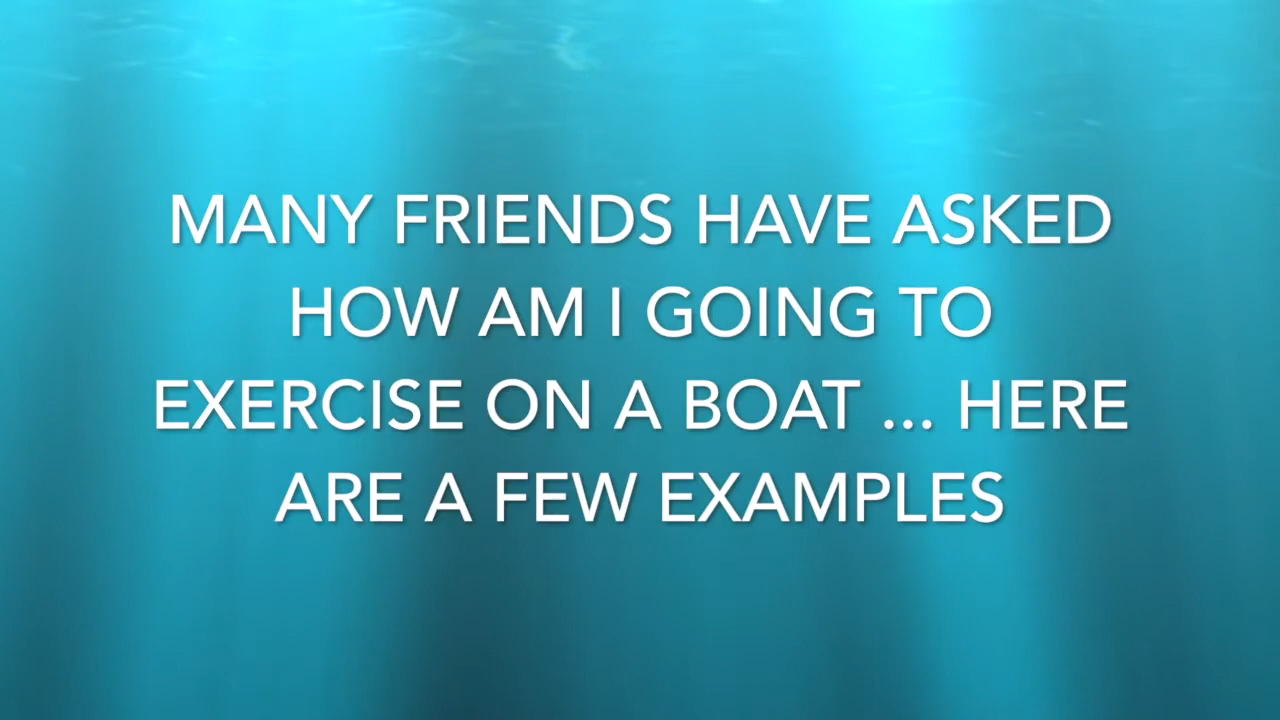 MANY FRIENDS HAVE ASKED
HOW AM I GOING TO
EXERCISE ON A BOAT ... HERE
ARE A FEW EXAMPLES